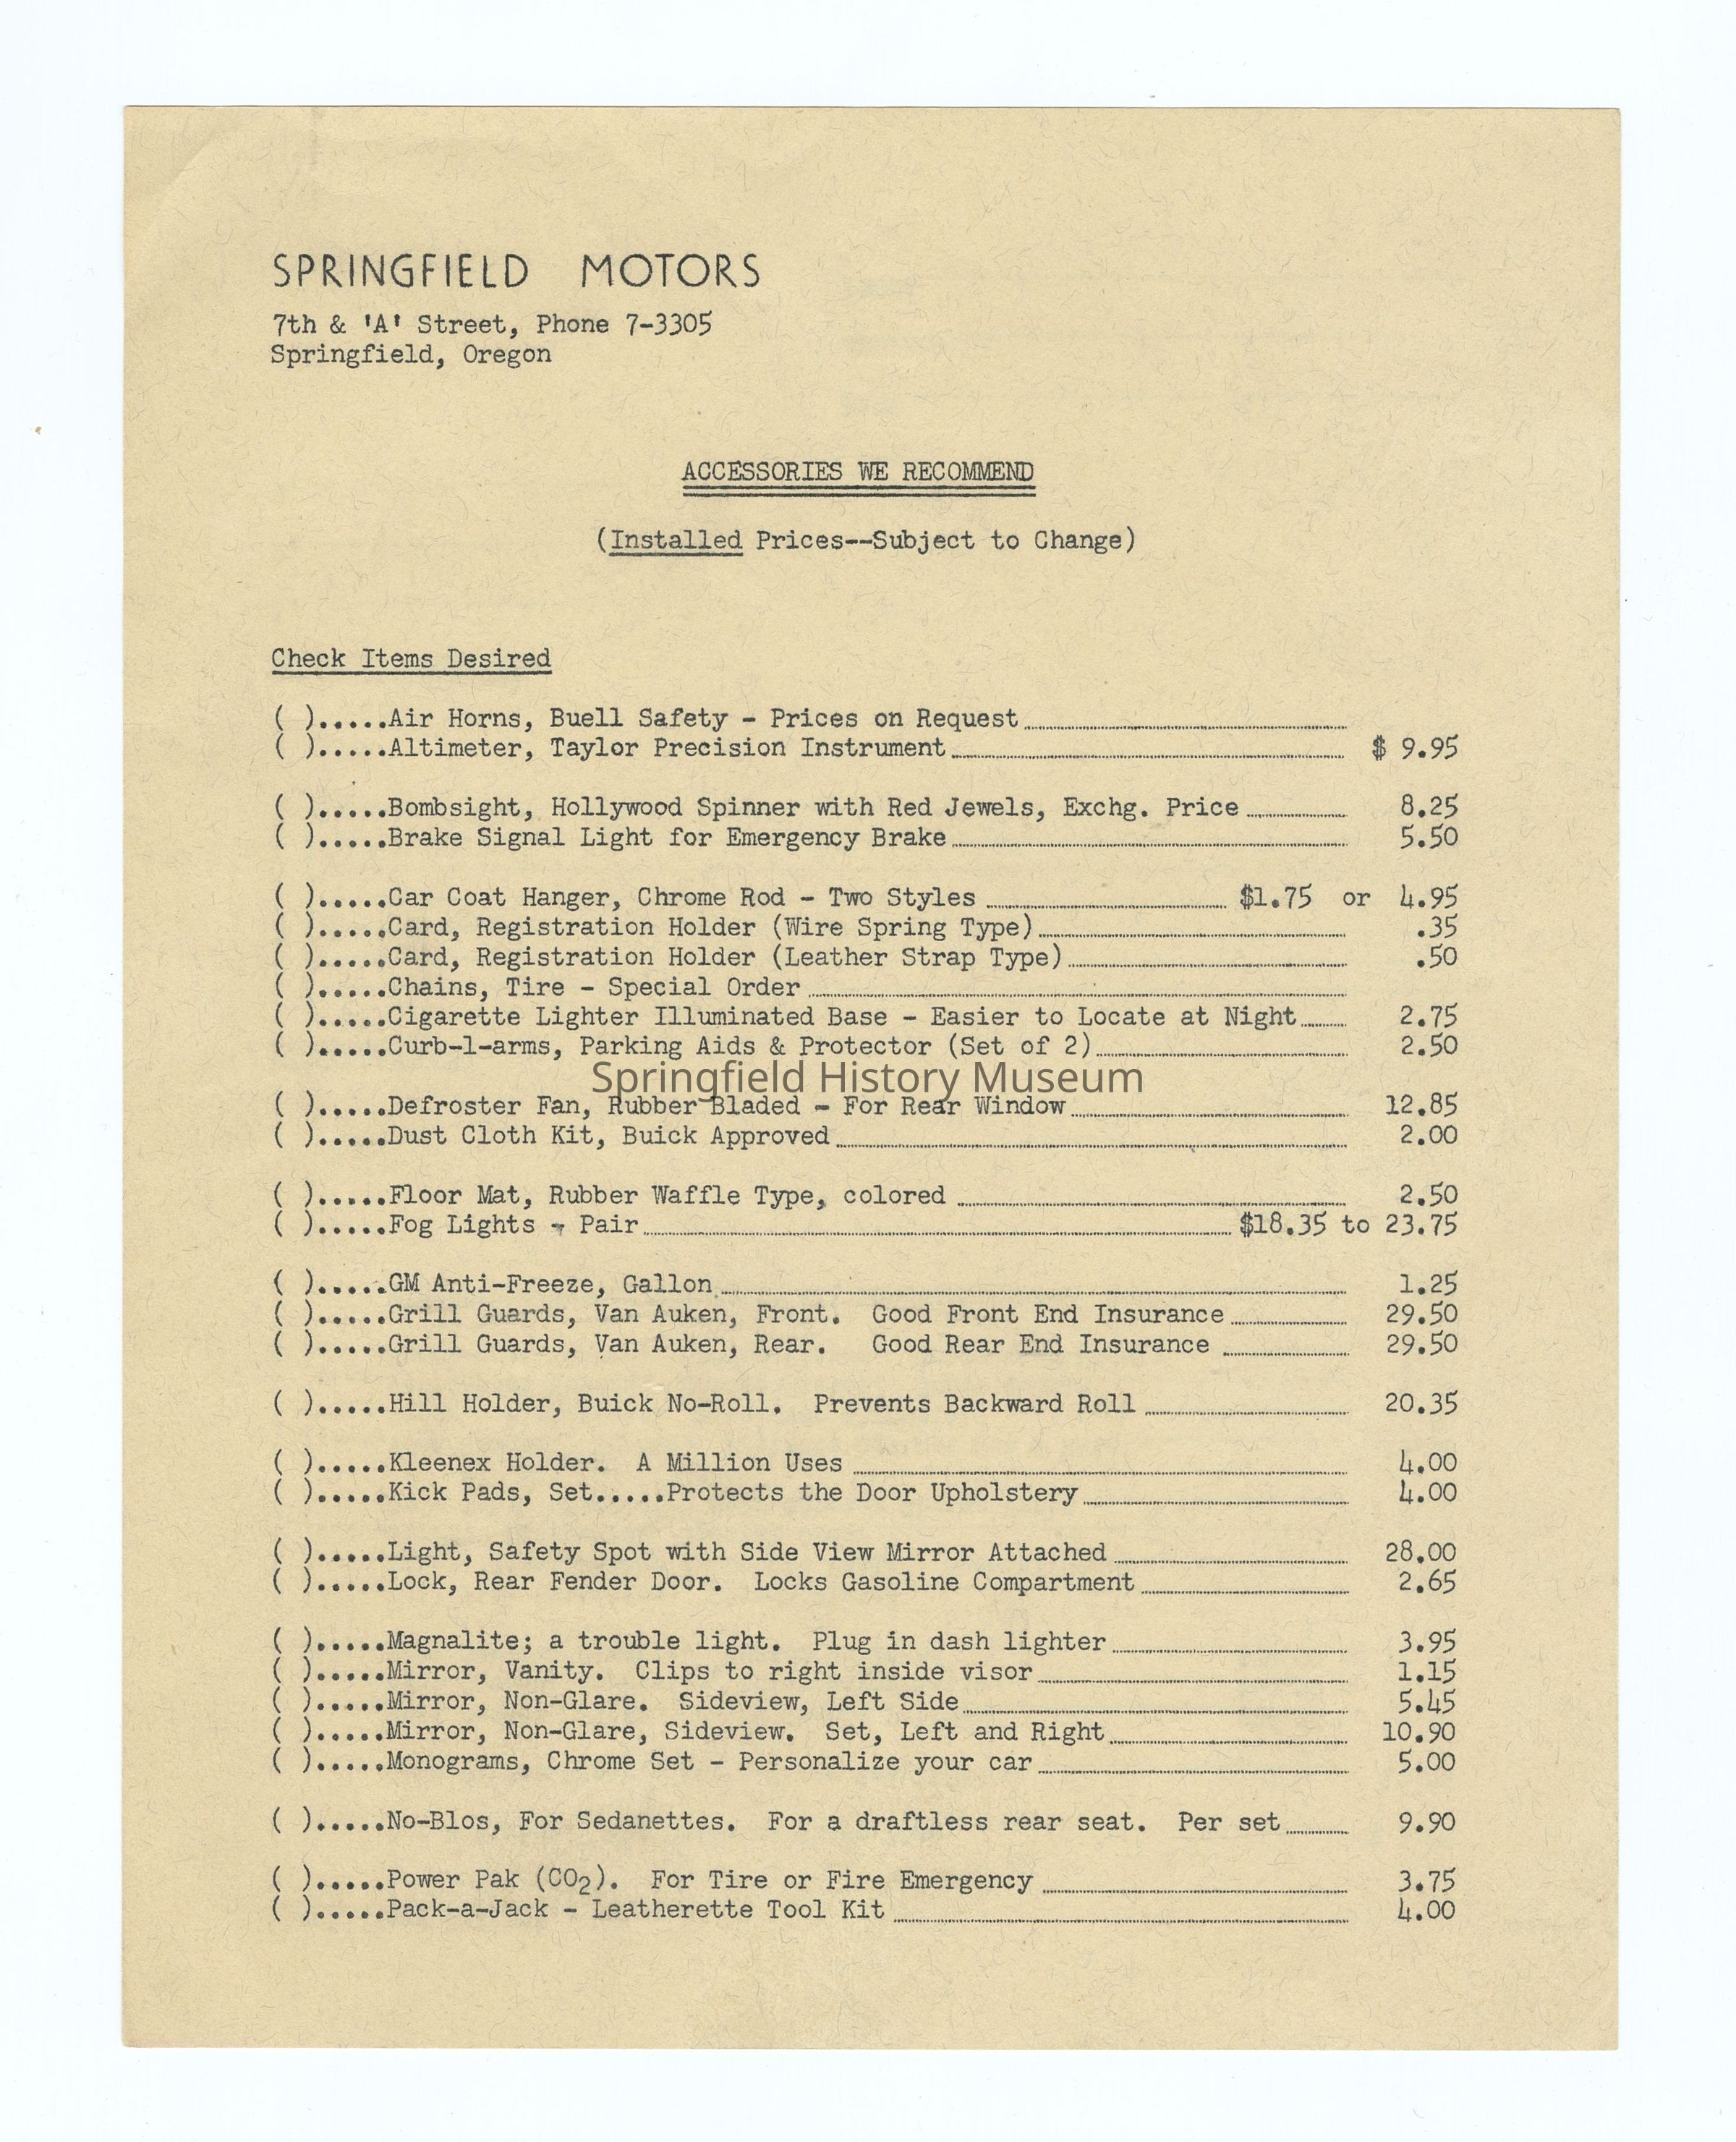 SPRINGFIELD MOTORS
7th & 'A' Street, Phone 7-3305
Springfield, Oregon
ACCESSORIES WE RECOMMEND
(Installed Prices--Subject to Change)
Check Items Desired
( ).....Air Horns, Buell Safety - Prices on Request
( ).....Altimeter, Taylor Precision Instrument $ 9.95
( ).....Bombsight, Hollywood Spinner with Red Jewels, Exchg. Price 8.25
( ).....Brake Signal Light for Emergency Brake 5.50
( ).....Car Coat Hanger, Chrome Rod - Two Styles $1.75 or 4.95
( ).....Card, Registration Holder (Wire Spring Type) .35
( ).....Card, Registration Holder (Leather Strap Type) .50
( ).....Chains, Tire - Special Order
( ).....Cigarette Lighter Illuminated Base - Easier to Locate at Night 2.75
( ).....Curb-l-arms, Parking Aids & Protector (Set of 2) 2.50
Springfield History Museum
( ).....Defroster Fan, Rubber Bladed - For Rear Window 12.85
( ).....Dust Cloth Kit, Buick Approved 2.00
( ).....Floor Mat, Rubber Waffle Type, colored 2.50
( ).....Fog Lights - Pair $18.35 to 23.75
( ).....GM Anti-Freeze, Gallon 1.25
( ).....Grill Guards, Van Auken, Front. Good Front End Insurance 29.50
( ).....Grill Guards, Van Auken, Rear. Good Rear End Insurance 29.50
( ).....Hill Holder, Buick No-Roll. Prevents Backward Roll 20.35
( ).....Kleenex Holder. A Million Uses 4.00
( ).....Kick Pads, Set.....Protects the Door Upholstery 4.00
( ).....Light, Safety Spot with Side View Mirror Attached 28.00
( ).....Lock, Rear Fender Door. Locks Gasoline Compartment 2.65
( ).....Magnalite; a trouble light. Plug in dash lighter 3.95
( ).....Mirror, Vanity. Clips to right inside visor 1.15
( ).....Mirror, Non-Glare. Sideview, Left Side 5.45
( ).....Mirror, Non-Glare, Sideview. Set, Left and Right 10.90
( ).....Monograms, Chrome Set - Personalize your car 5.00
( ).....No-Blos, For Sedanettes. For a draftless rear seat. Per set 9.90
( ).....Power Pak (CO2). For Tire or Fire Emergency 3.75
( ).....Pack-a-Jack - Leatherette Tool Kit 4.00